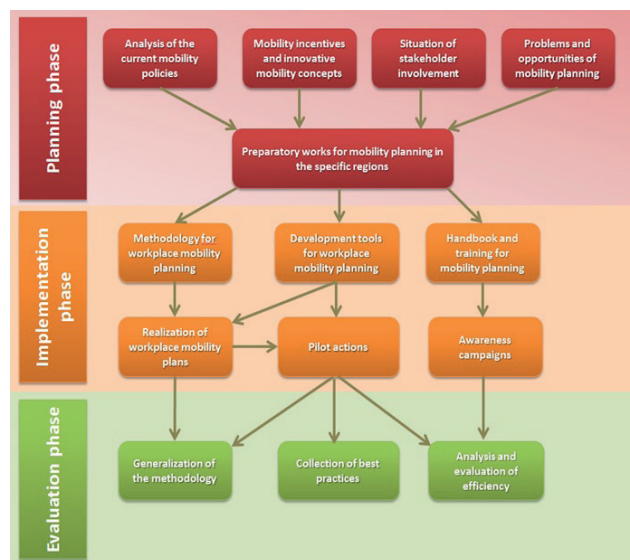 Planning phase
Analysis of the
current mobility
policies
Mobility incentives
and innovative
mobility concepts
Situation of
stakeholder
involvement
Problems and
opportunities of
mobility planning
Preparatory works for mobility planning in
the specific regions
Implementation
phase
Methodology for
workplace mobility
planning
Development tools
for workplace
mobility planning
Handbook and
training for
mobility planning
Realization of
workplace mobility
plans
Pilot actions
Awareness
campaigns
Evaluation phase
Generalization of
the methodology
Collection of best
practices
Analysis and
evaluation of
efficiency